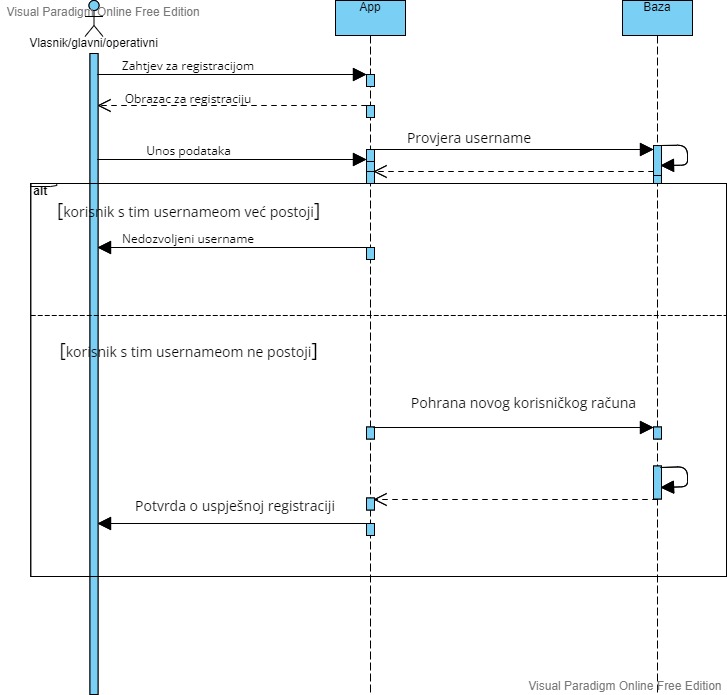 Visual Paradigm Online Free Edition
App
Baza
Vlasnik/glavni/operativni
Zahtjev za registracijom
Obrazac za registraciju
Provjera username
Unos podataka
alt
[korisnik s tim usernameom već postoji]
Nedozvoljeni username
[korisnik s tim usernameom ne postoji]
Pohrana novog korisničkog računa
Potvrda o uspješnoj registraciji
Visual Paradigm Online Free Edition